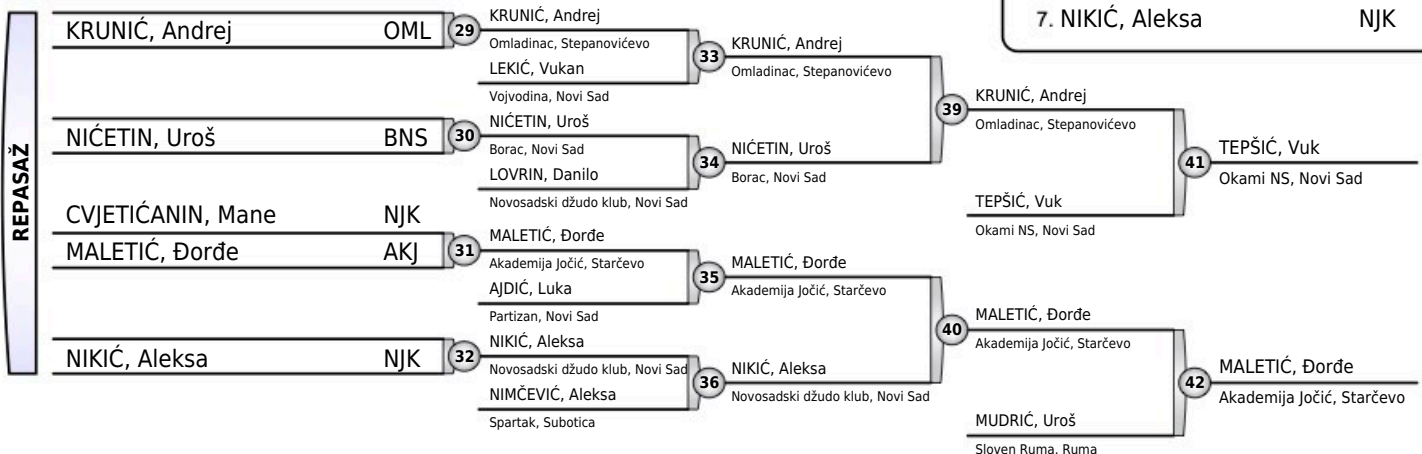 7. NIKIĆ, Aleksa NJK
REPASAŽ
KRUNIĆ, Andrej OML
NIĆETIN, Uroš BNS
CVJETIĆANIN, Mane NJK
MALETIĆ, Đorđe AKJ
NIKIĆ, Aleksa NJK
29
KRUNIĆ, Andrej
Omladinac, Stepanovićevo
LEKIĆ, Vukan
Vojvodina, Novi Sad
30
NIĆETIN, Uroš
Borac, Novi Sad
LOVRIN, Danilo
Novosadski džudo klub, Novi Sad
31
MALETIĆ, Đorđe
Akademija Jočić, Starčevo
AJDIĆ, Luka
Partizan, Novi Sad
32
NIKIĆ, Aleksa
Novosadski džudo klub, Novi Sad
NIMČEVIĆ, Aleksa
Spartak, Subotica
33
KRUNIĆ, Andrej
Omladinac, Stepanovićevo
34
NIĆETIN, Uroš
Borac, Novi Sad
35
MALETIĆ, Đorđe
Akademija Jočić, Starčevo
36
NIKIĆ, Aleksa
Novosadski džudo klub, Novi Sad
39
KRUNIĆ, Andrej
Omladinac, Stepanovićevo
TEPŠIĆ, Vuk
Okami NS, Novi Sad
40
MALETIĆ, Đorđe
Akademija Jočić, Starčevo
MUDRIĆ, Uroš
Sloven Ruma, Ruma
41
TEPŠIĆ, Vuk
Okami NS, Novi Sad
42
MALETIĆ, Đorđe
Akademija Jočić, Starčevo